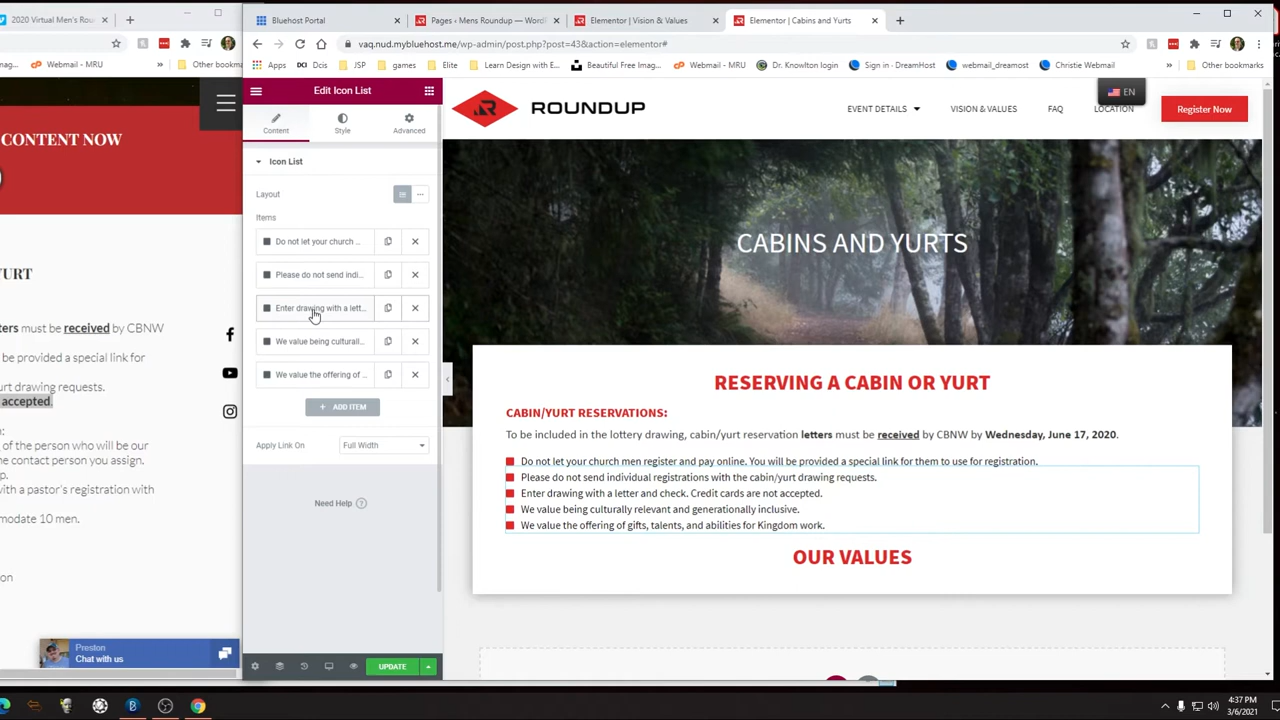 2020 Virtual Men's Rou
Bluehost Portal
Pages ‹ Mens Roundup — WordP
Elementor | Vision & Values
Elementor | Cabins and Yurts
vaq.nud.mybluehost.me/wp-admin/post.php?post=43&action=elementor#
Webmail - MRU
»
Other bookm
Apps
Dcis
JSP
games
Elite
Learn Design with E...
Beautiful Free Imag...
Webmail - MRU
Dr. Knowlton login
Sign in - DreamHost
webmail_dreamost
Christie Webmail
»
Other bookmarks
CONTENT NOW
URT
ters must be received by CBNW
be provided a special link for
urt drawing requests.
accepted.
n:
of the person who will be our
e contact person you assign.
p.
with a pastor's registration with
modate 10 men.
on
Preston
Chat with us
Edit Icon List
Content
Style
Advanced
Icon List
Layout
Items
Do not let your church ...
Please do not send indi...
Enter drawing with a lett...
We value being culturall...
We value the offering of ...
+ ADD ITEM
Apply Link On
Full Width
Need Help ?
UPDATE
ROUNDUP
EVENT DETAILS
VISION & VALUES
FAQ
LOCATION
EN
Register Now
CABINS AND YURTS
RESERVING A CABIN OR YURT
CABIN/YURT RESERVATIONS:
To be included in the lottery drawing, cabin/yurt reservation letters must be received by CBNW by Wednesday, June 17, 2020.
Do not let your church men register and pay online. You will be provided a special link for them to use for registration.
Please do not send individual registrations with the cabin/yurt drawing requests.
Enter drawing with a letter and check. Credit cards are not accepted.
We value being culturally relevant and generationally inclusive.
We value the offering of gifts, talents, and abilities for Kingdom work.
OUR VALUES
4:37 PM
3/6/2021